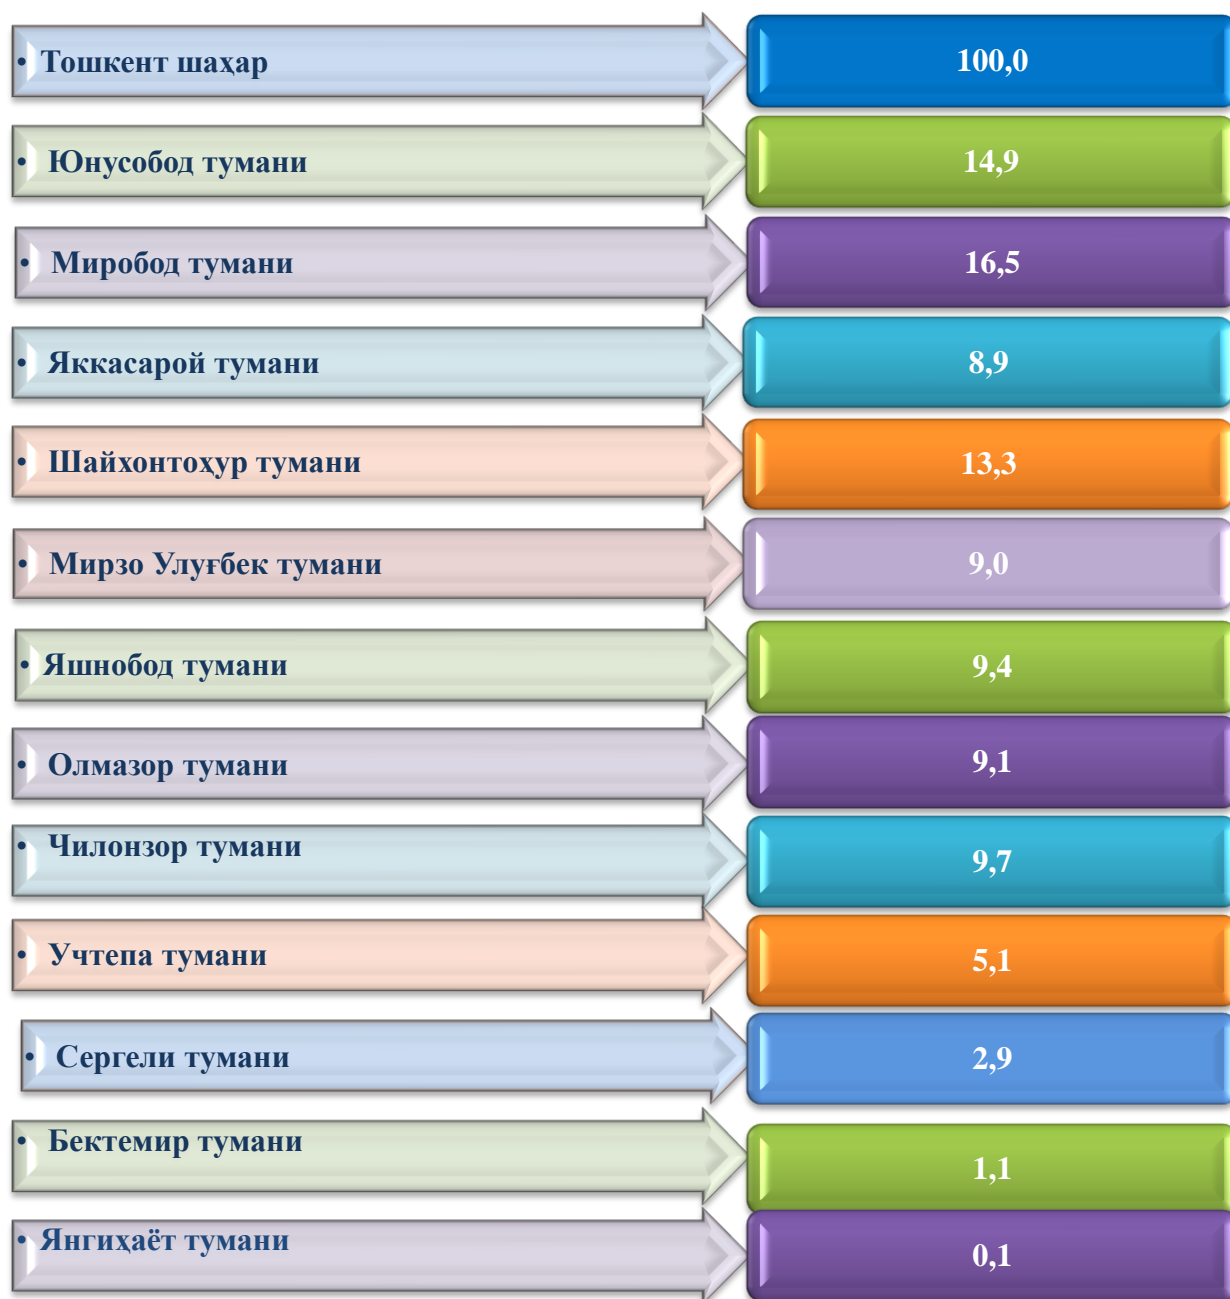 • Тошкент шаҳар 100,0
• Юнусобод тумани 14,9
• Миробод тумани 16,5
• Яккасарой тумани 8,9
• Шайхонтоҳур тумани 13,3
• Мирзо Улуғбек тумани 9,0
• Яшнобод тумани 9,4
• Олмазор тумани 9,1
• Чилонзор тумани 9,7
• Учтепа тумани 5,1
• Сергели тумани 2,9
• Бектемир тумани 1,1
• Янгиҳаёт тумани 0,1